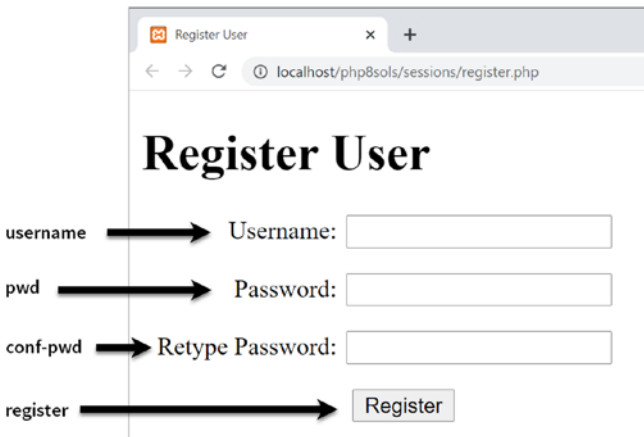 Register User
localhost/php8sols/sessions/register.php
Register User
username Username:
pwd Password:
conf-pwd Retype Password:
register Register